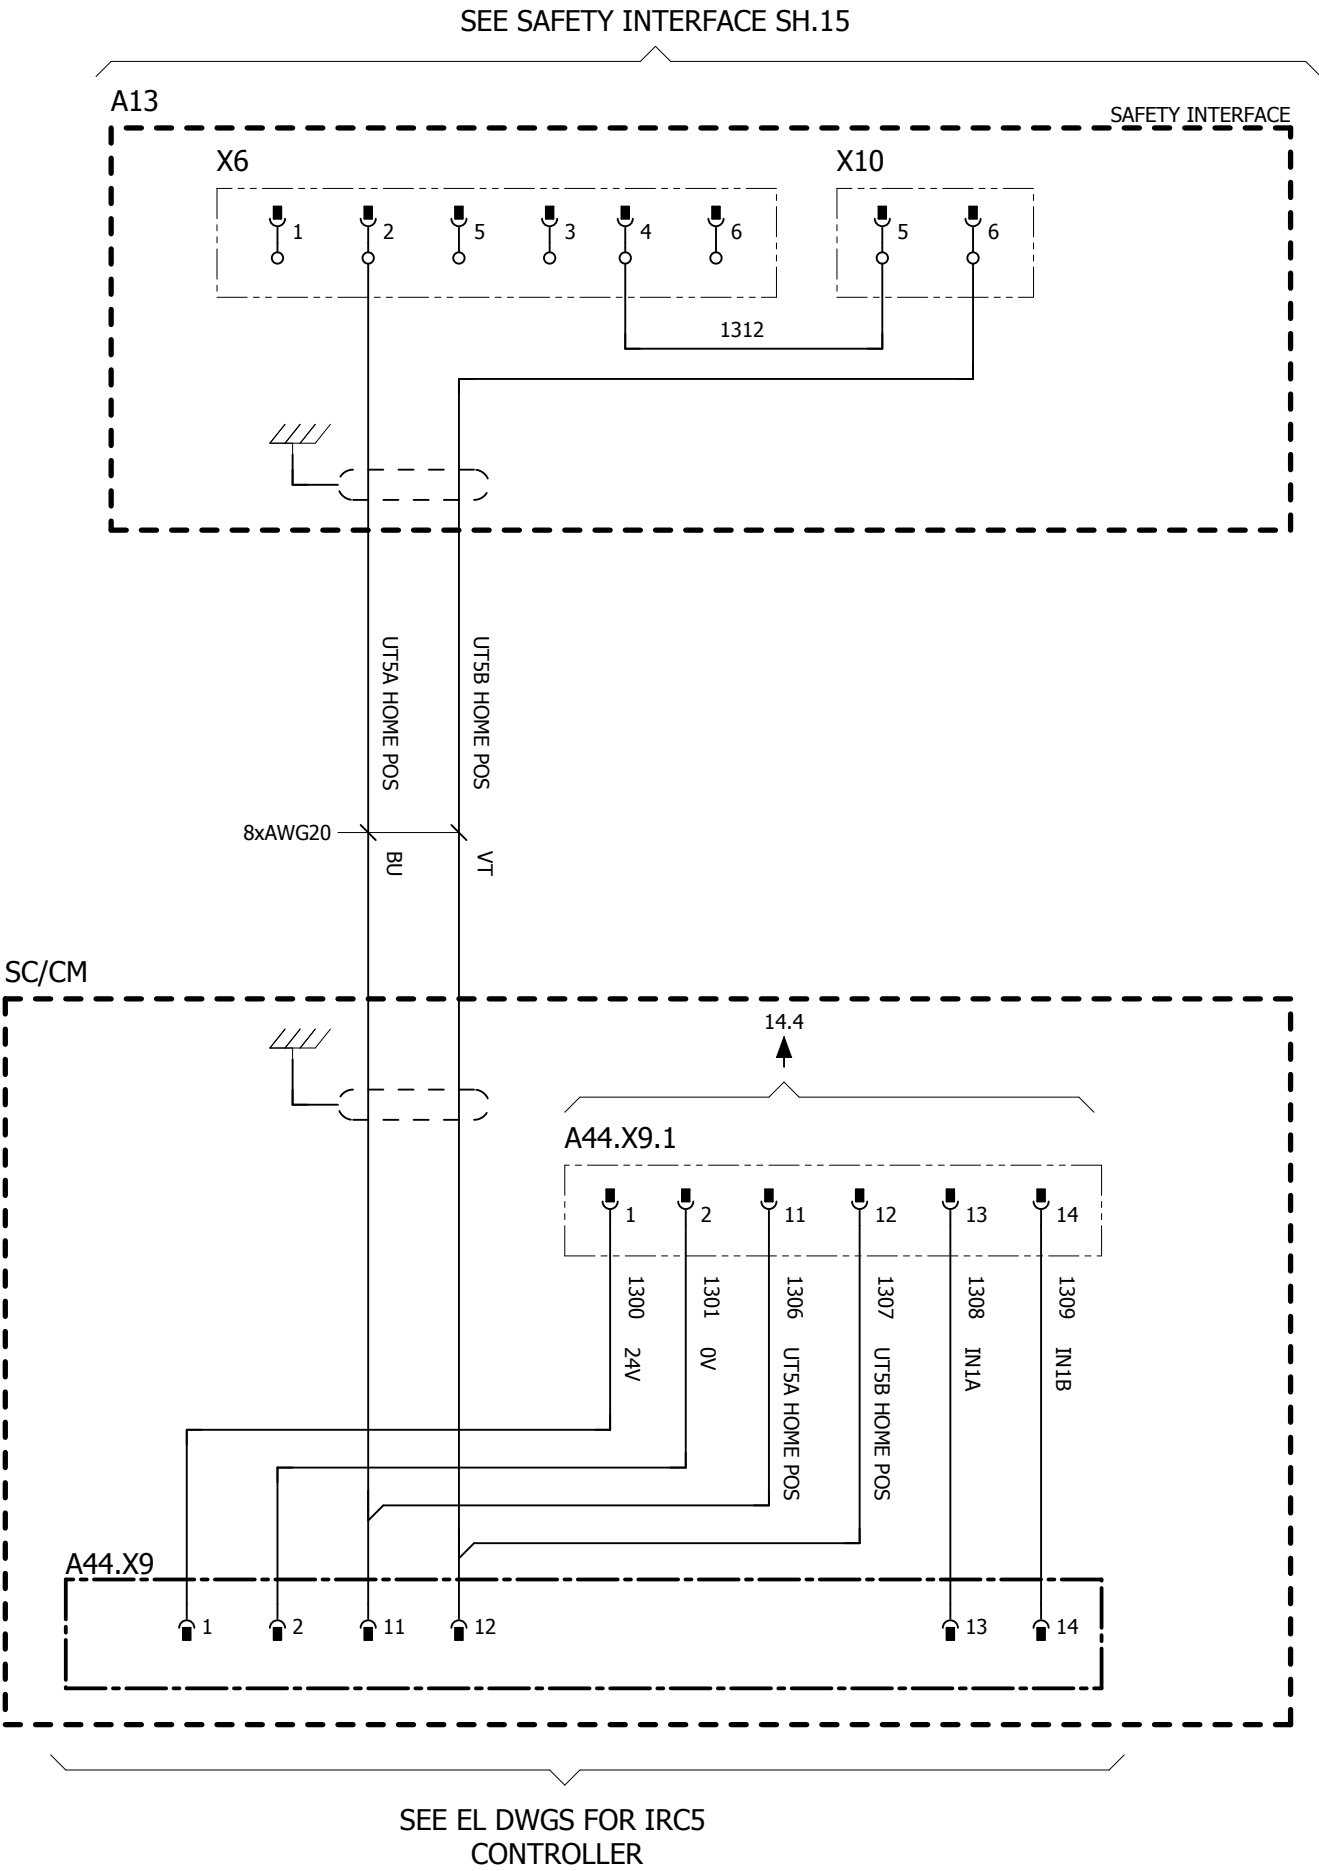 SEE SAFETY INTERFACE SH.15
A13
SAFETY INTERFACE
X6
X10
1 2 5 3 4 6 5 6
1312
UT5A HOME POS
UT5B HOME POS
8xAWG20
BU
VT
SC/CM
14.4
A44.X9.1
1 2 11 12 13 14
1300 24V
1301 0V
1306 UT5A HOME POS
1307 UT5B HOME POS
1308 IN1A
1309 IN1B
A44.X9
1 2 11 12 13 14
SEE EL DWGS FOR IRC5
CONTROLLER